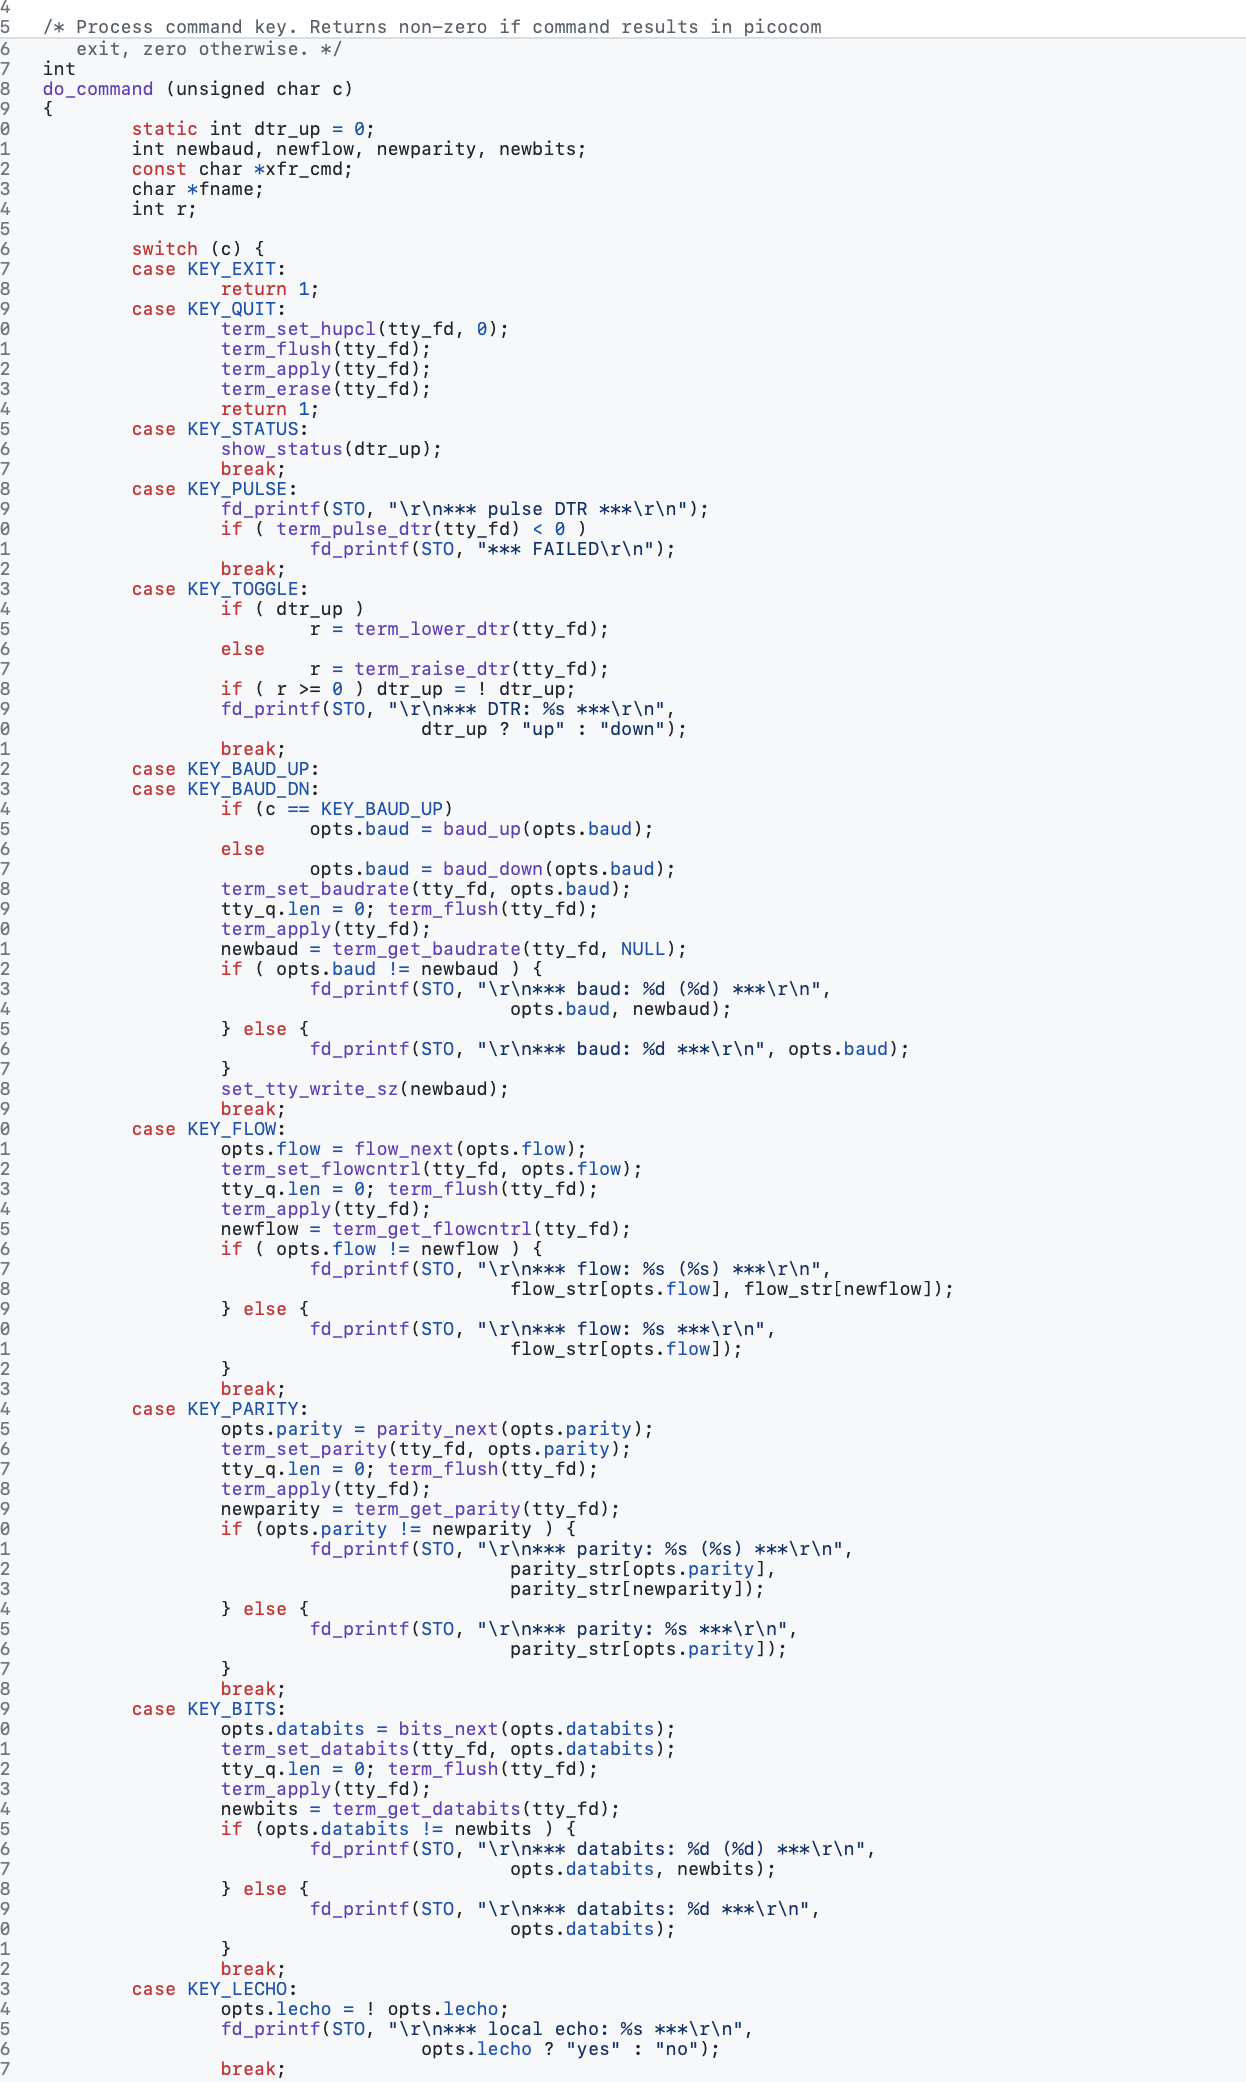 4
5 /* Process command key. Returns non-zero if command results in picocom
6 exit, zero otherwise. */
7 int
8 do_command (unsigned char c)
9 {
0 static int dtr_up = 0;
1 int newbaud, newflow, newparity, newbits;
2 const char *xfr_cmd;
3 char *fname;
4 int r;
5
6 switch (c) {
7 case KEY_EXIT:
8 return 1;
9 case KEY_QUIT:
0 term_set_hupcl(tty_fd, 0);
1 term_flush(tty_fd);
2 term_apply(tty_fd);
3 term_erase(tty_fd);
4 return 1;
5 case KEY_STATUS:
6 show_status(dtr_up);
7 break;
8 case KEY_PULSE:
9 fd_printf(STO, "\r\n*** pulse DTR ***\r\n");
0 if ( term_pulse_dtr(tty_fd) < 0 )
1 fd_printf(STO, "*** FAILED\r\n");
2 break;
3 case KEY_TOGGLE:
4 if ( dtr_up )
5 r = term_lower_dtr(tty_fd);
6 else
7 r = term_raise_dtr(tty_fd);
8 if ( r >= 0 ) dtr_up = ! dtr_up;
9 fd_printf(STO, "\r\n*** DTR: %s ***\r\n",
0 dtr_up ? "up" : "down");
1 break;
2 case KEY_BAUD_UP:
3 case KEY_BAUD_DN:
4 if (c == KEY_BAUD_UP)
5 opts.baud = baud_up(opts.baud);
6 else
7 opts.baud = baud_down(opts.baud);
8 term_set_baudrate(tty_fd, opts.baud);
9 tty_q.len = 0; term_flush(tty_fd);
0 term_apply(tty_fd);
1 newbaud = term_get_baudrate(tty_fd, NULL);
2 if ( opts.baud != newbaud ) {
3 fd_printf(STO, "\r\n*** baud: %d (%d) ***\r\n",
4 opts.baud, newbaud);
5 } else {
6 fd_printf(STO, "\r\n*** baud: %d ***\r\n", opts.baud);
7 }
8 set_tty_write_sz(newbaud);
9 break;
0 case KEY_FLOW:
1 opts.flow = flow_next(opts.flow);
2 term_set_flowcntrl(tty_fd, opts.flow);
3 tty_q.len = 0; term_flush(tty_fd);
4 term_apply(tty_fd);
5 newflow = term_get_flowcntrl(tty_fd);
6 if ( opts.flow != newflow ) {
7 fd_printf(STO, "\r\n*** flow: %s (%s) ***\r\n",
8 flow_str[opts.flow], flow_str[newflow]);
9 } else {
0 fd_printf(STO, "\r\n*** flow: %s ***\r\n",
1 flow_str[opts.flow]);
2 }
3 break;
4 case KEY_PARITY:
5 opts.parity = parity_next(opts.parity);
6 term_set_parity(tty_fd, opts.parity);
7 tty_q.len = 0; term_flush(tty_fd);
8 term_apply(tty_fd);
9 newparity = term_get_parity(tty_fd);
0 if (opts.parity != newparity ) {
1 fd_printf(STO, "\r\n*** parity: %s (%s) ***\r\n",
2 parity_str[opts.parity],
3 parity_str[newparity]);
4 } else {
5 fd_printf(STO, "\r\n*** parity: %s ***\r\n",
6 parity_str[opts.parity]);
7 }
8 break;
9 case KEY_BITS:
0 opts.databits = bits_next(opts.databits);
1 term_set_databits(tty_fd, opts.databits);
2 tty_q.len = 0; term_flush(tty_fd);
3 term_apply(tty_fd);
4 newbits = term_get_databits(tty_fd);
5 if (opts.databits != newbits ) {
6 fd_printf(STO, "\r\n*** databits: %d (%d) ***\r\n",
7 opts.databits, newbits);
8 } else {
9 fd_printf(STO, "\r\n*** databits: %d ***\r\n",
0 opts.databits);
1 }
2 break;
3 case KEY_LECHO:
4 opts.lecho = ! opts.lecho;
5 fd_printf(STO, "\r\n*** local echo: %s ***\r\n",
6 opts.lecho ? "yes" : "no");
7 break;